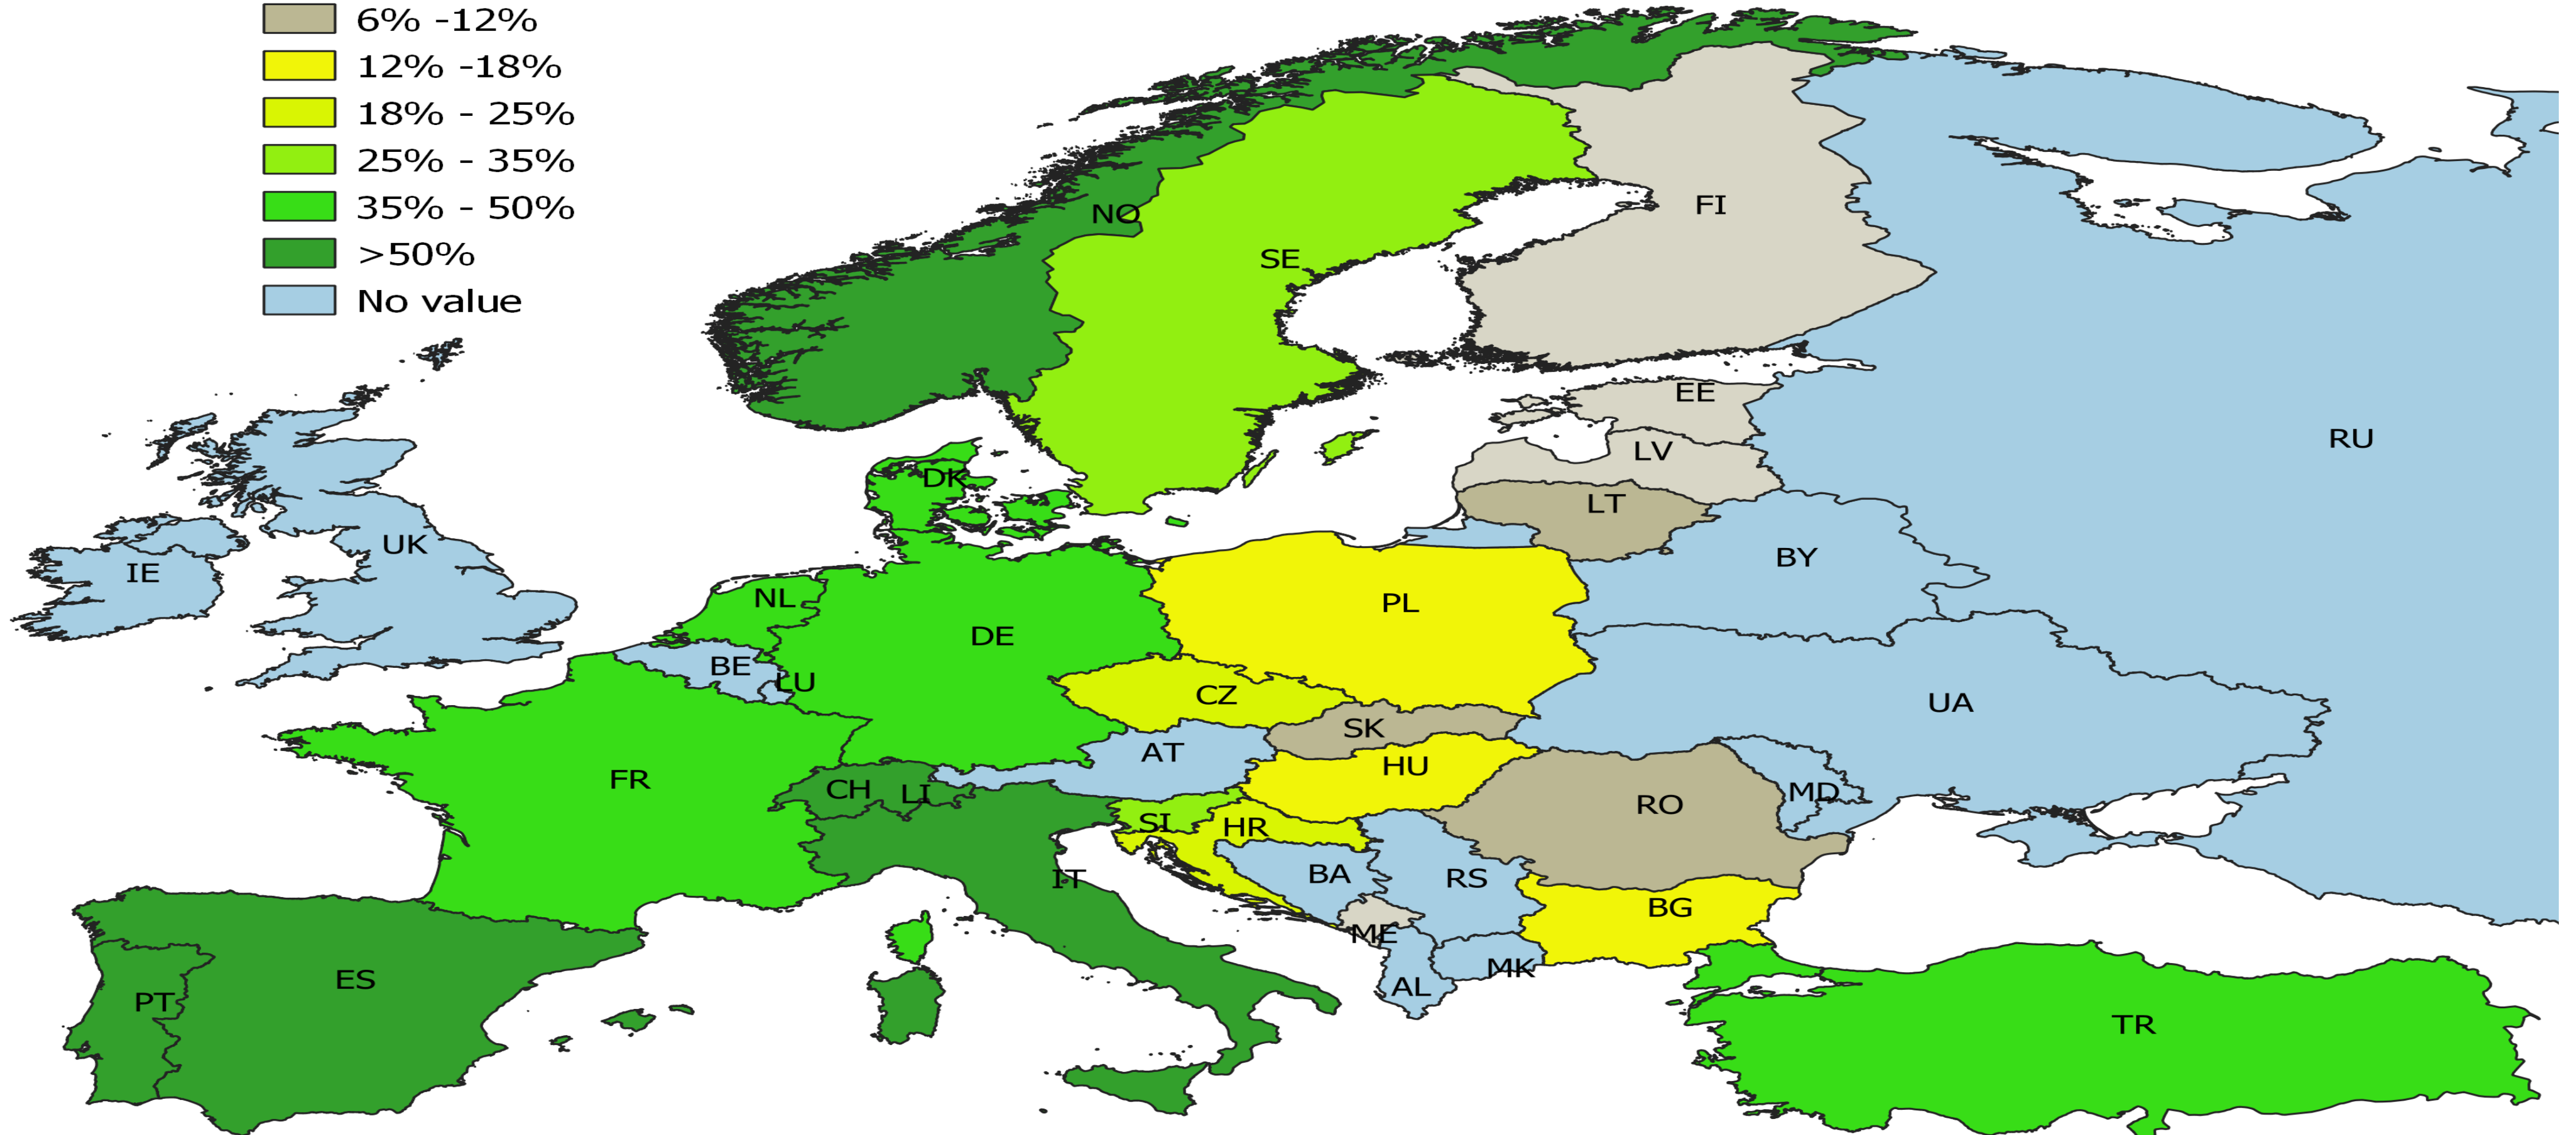 6% -12%
12% -18%
18% - 25%
25% - 35%
35% - 50%
>50%
No value
NO
FI
SE
EE
RU
LV
DK
LT
UK
BY
IE
NL
PL
DE
BE
LU
CZ
UA
SK
AT
HU
FR
CH
LI
MD
RO
SI
HR
BA
RS
IT
BG
ME
MK
ES
AL
PT
TR